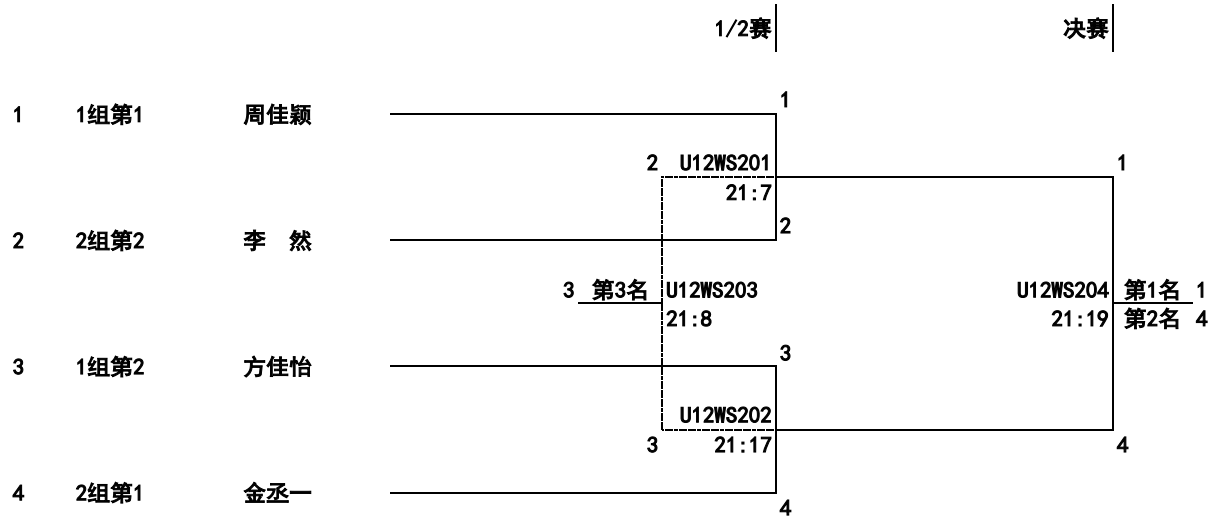 1/2赛 决赛
1
1 1组第1 周佳颖
2 U12WS201 1
21:7
2
2 2组第2 李 然
3 第3名 U12WS203 U12WS204 第1名 1
21:8 21:19 第2名 4
3
3 1组第2 方佳怡
U12WS202
3 21:17 4
4 2组第1 金丞一
4